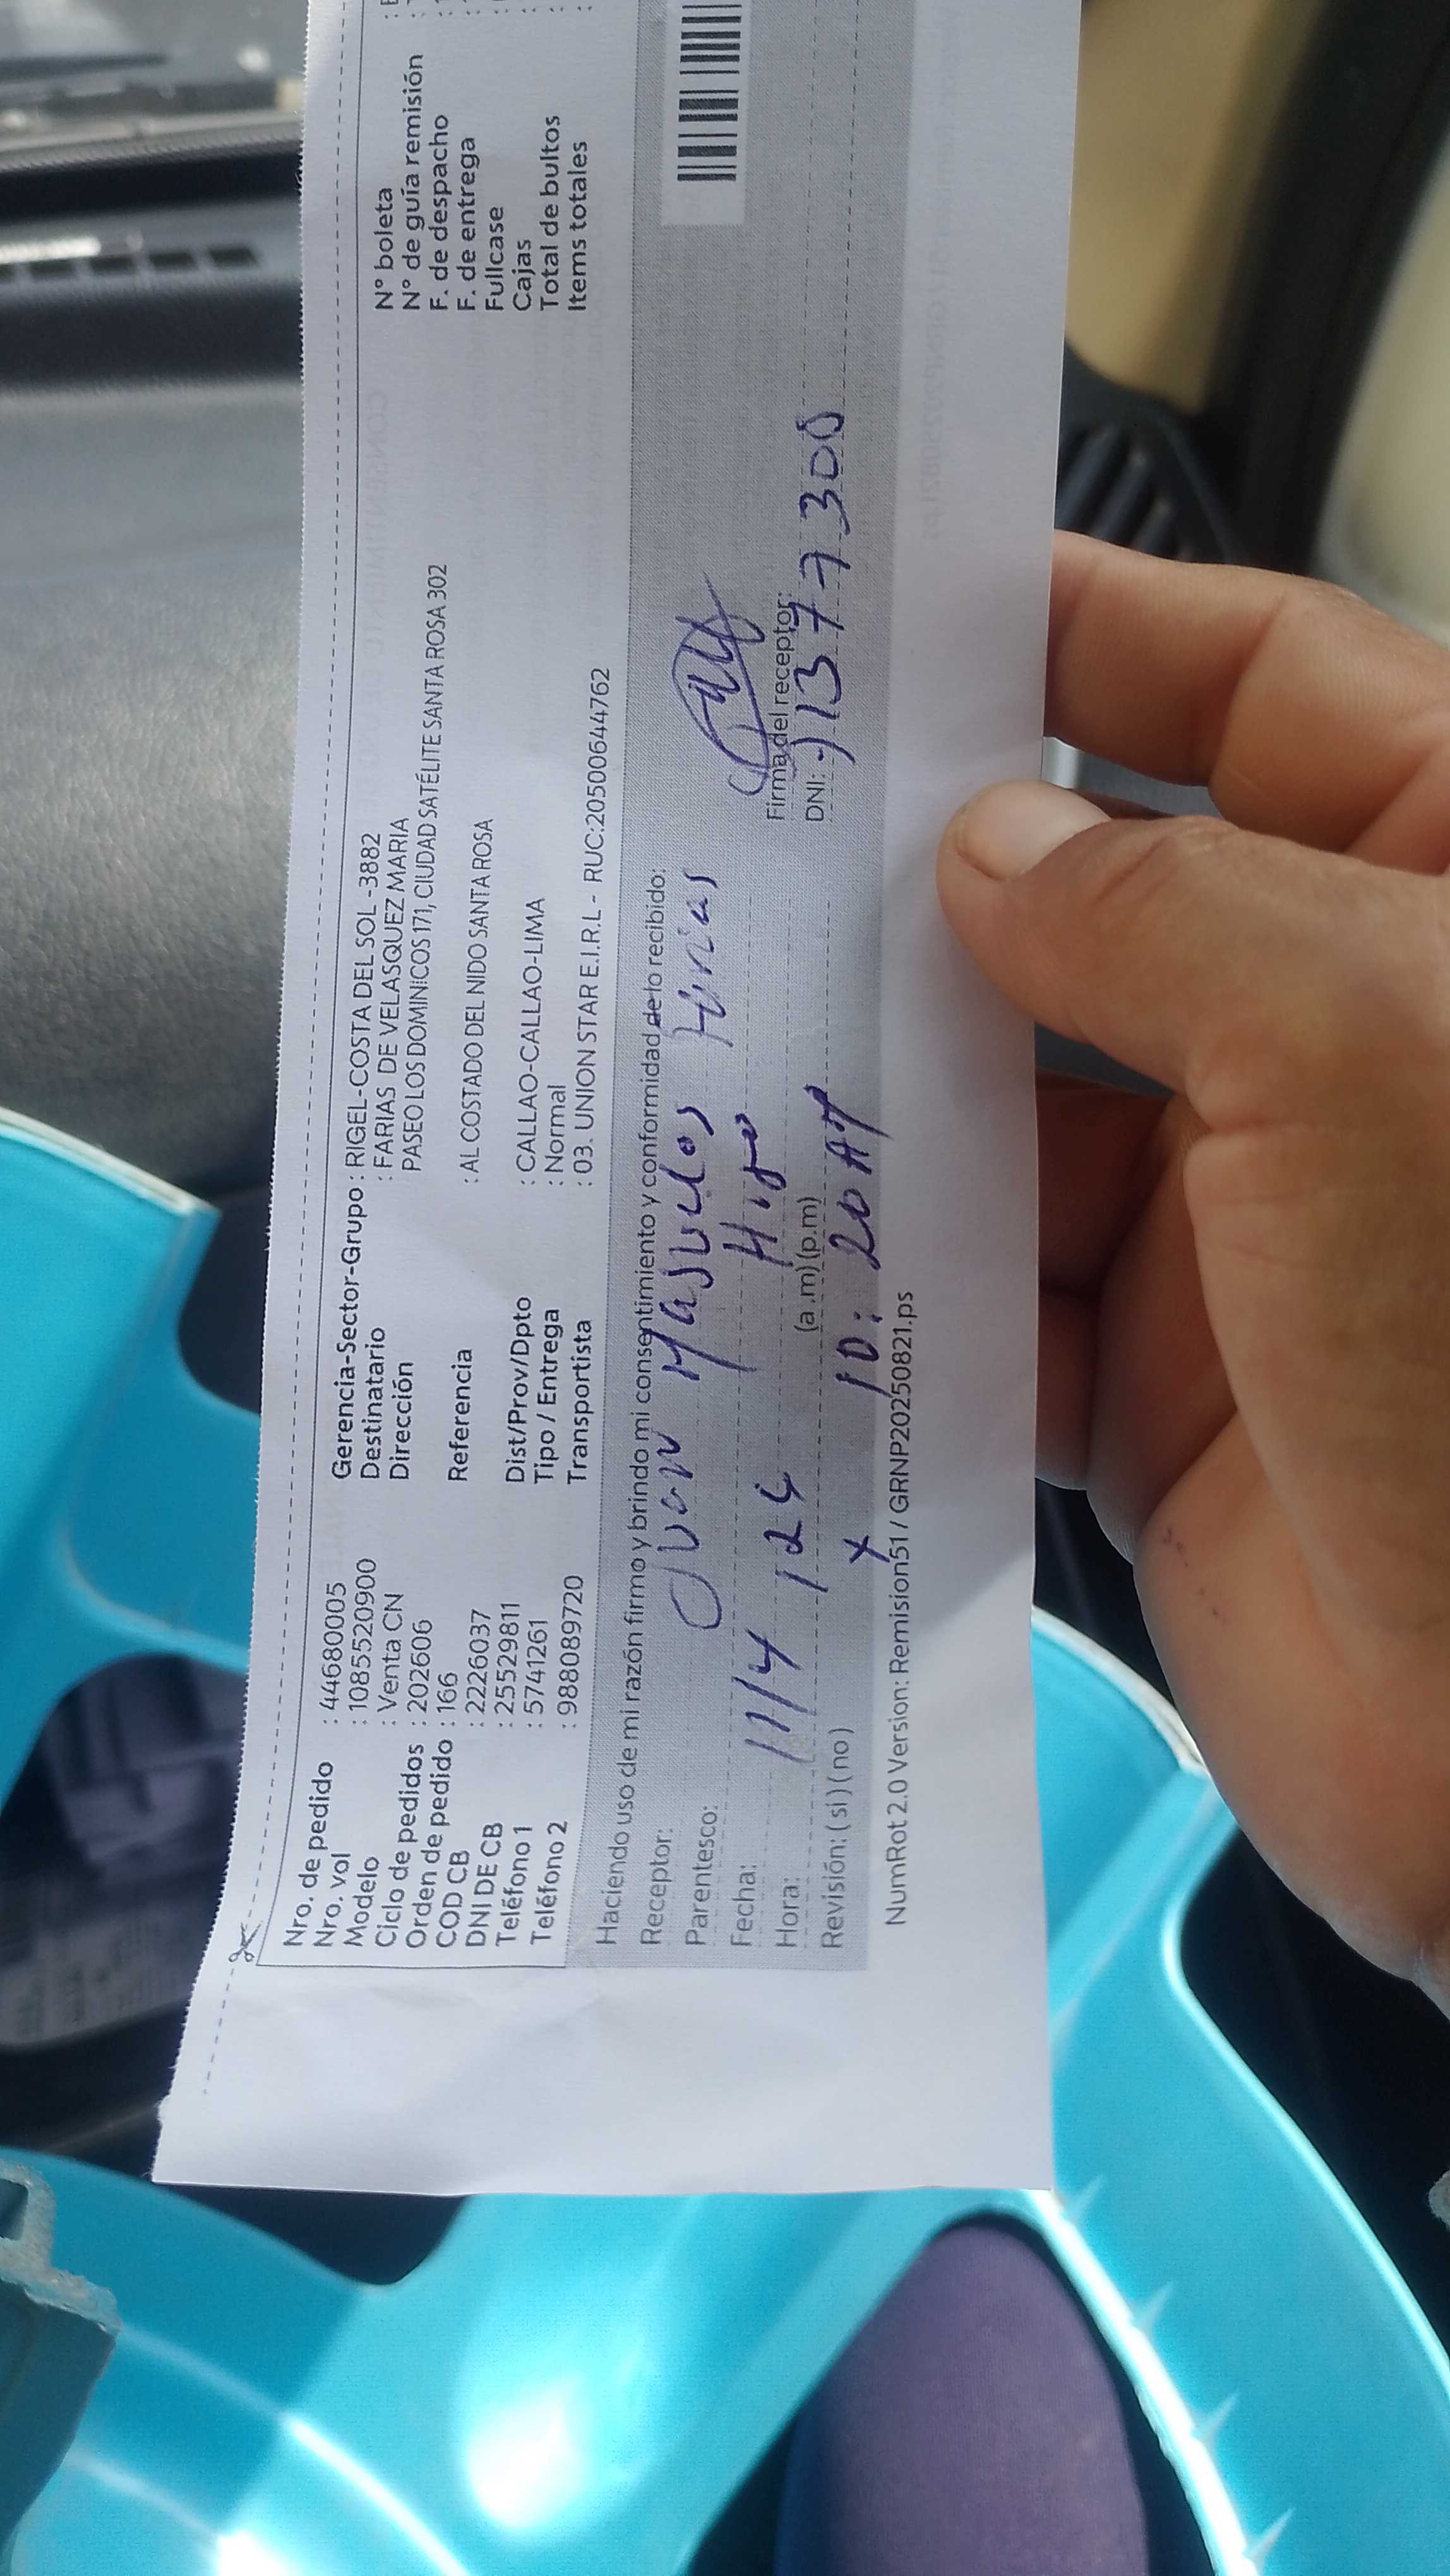 Nro. de pedido : 44680005
Nro. vol : 1085520900
Modelo : Venta CN
Ciclo de pedidos : 202606
Orden de pedido : 166
COD CB : 2226037
DNI DE CB : 25529811
Teléfono 1 : 5741261
Teléfono 2 : 988089720
Gerencia-Sector-Grupo : RIGEL-COSTA DEL SOL -3882
Destinatario : FARIAS DE VELASQUEZ MARIA
Dirección PASEO LOS DOMINICOS 171, CIUDAD SATÉLITE SANTA ROSA 302
Referencia : AL COSTADO DEL NIDO SANTA ROSA
Dist/Prov/Dpto : CALLAO-CALLAO-LIMA
Tipo / Entrega : Normal
Transportista : 03. UNION STAR E.I.R.L - RUC:20500644762
N° boleta :
N° de guía remisión :
F. de despacho :
F. de entrega :
Fullcase
Cajas
Total de bultos
Items totales :
Haciendo uso de mi razón firmo y brindo mi consentimiento y conformidad de lo recibido:
Receptor:
Parentesco: Hijo
Fecha:
Hora: (a.m) (p.m)
10:20 AM
Revisión: ( si ) ( no ) x
Firma del receptor:
DNI:
NumRot 2.0 Version: Remision51 / GRNP20250821.ps